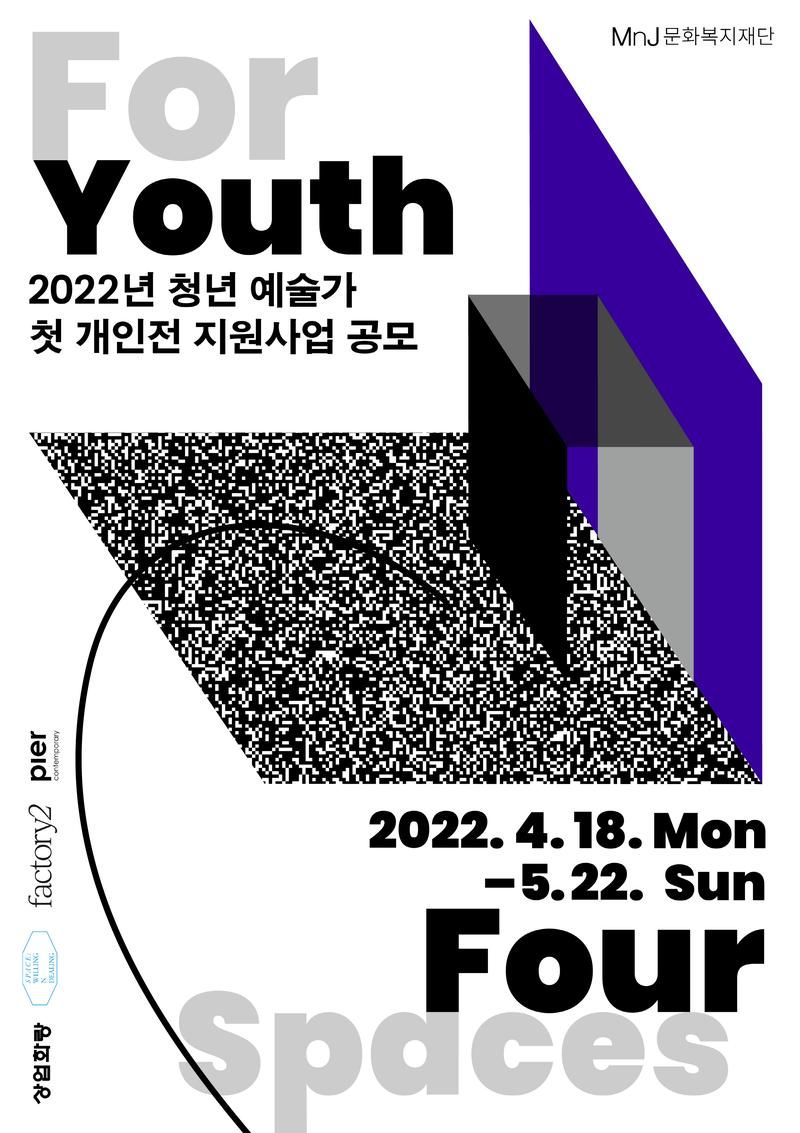 For
MnJ 문화복지재단
Youth
2022년 청년 예술가
첫 개인전 지원사업 공모
pier
contemporary
factory2
SPACE:
WILLING
N
DEALING
상업화랑
2022. 4. 18. Mon
–5. 22. Sun
Four
Spaces